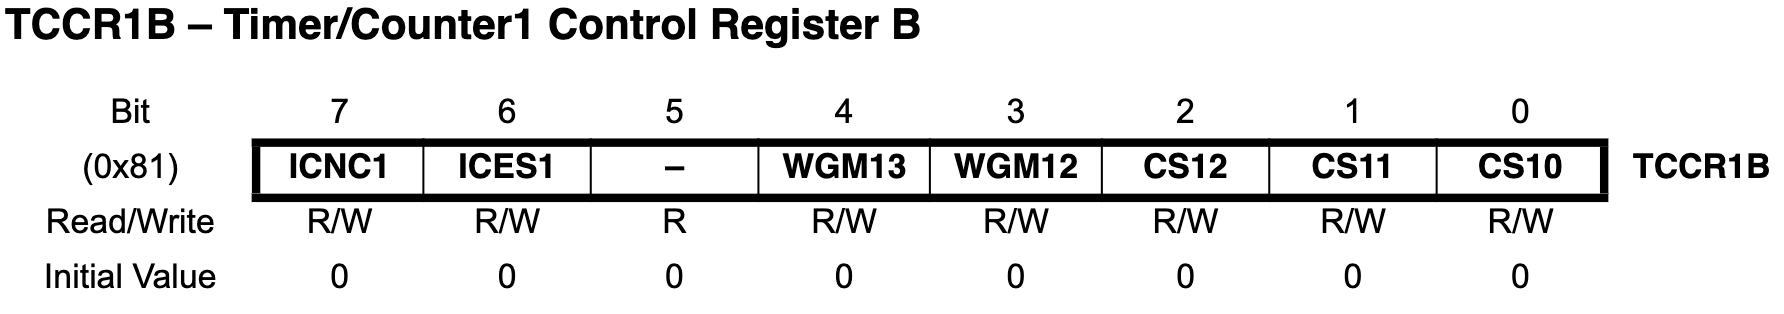 TCCR1B – Timer/Counter1 Control Register B
Bit 7 6 5 4 3 2 1 0
(0x81) ICNC1 ICES1 – WGM13 WGM12 CS12 CS11 CS10 TCCR1B
Read/Write R/W R/W R R/W R/W R/W R/W R/W
Initial Value 0 0 0 0 0 0 0 0